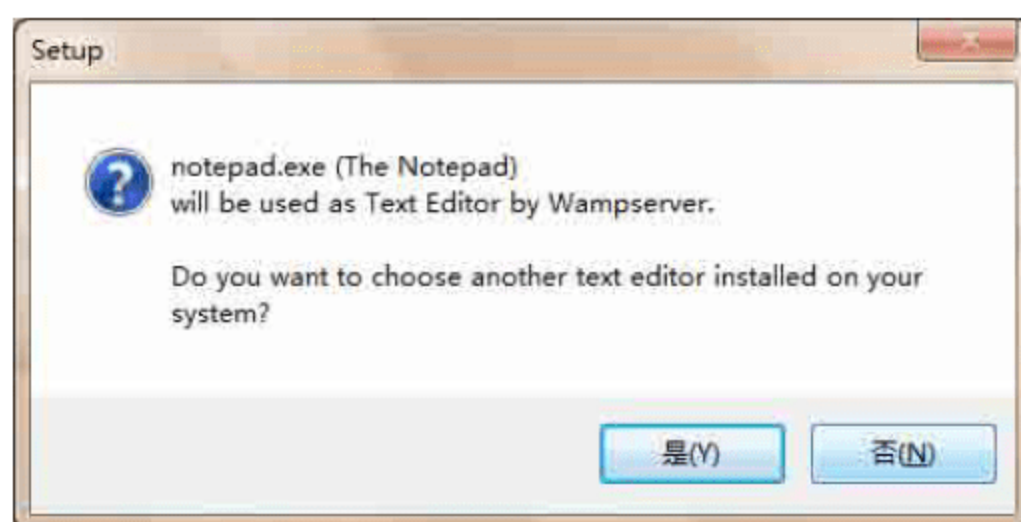 Setup
notepad.exe (The Notepad)
will be used as Text Editor by Wampserver.
Do you want to choose another text editor installed on your
system?
是(Y)
否(N)